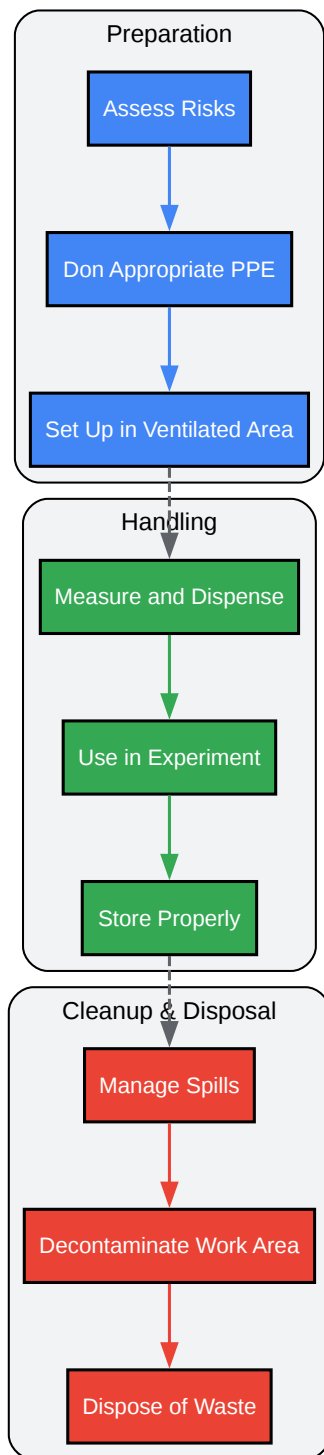 Preparation
Assess Risks
Don Appropriate PPE
Set Up in Ventilated Area
Handling
Measure and Dispense
Use in Experiment
Store Properly
Cleanup & Disposal
Manage Spills
Decontaminate Work Area
Dispose of Waste